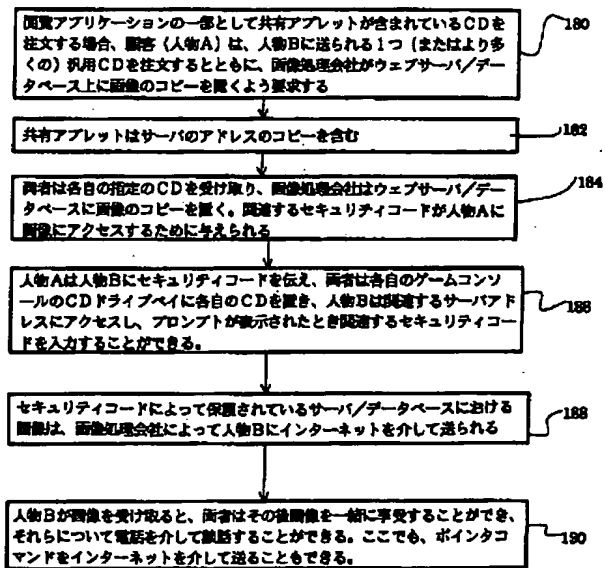 閲覧アプリケーションの一部として共有アプレットが含まれているCDを
注文する場合、顧客(人物A)は、人物Bに送られる1つ(またはより多
くの)汎用CDを注文するとともに、画像処理会社がウェブサーバ/デー
タベース上に画像のコピーを置くよう要求する
180
共有アプレットはサーバのアドレスのコピーを含む
182
両者は各自の指定のCDを受け取り、画像処理会社はウェブサーバ/デー
タベースに画像のコピーを置く。関連するセキュリティコードが人物Aに
画像にアクセスするために与えられる
184
人物Aは人物Bにセキュリティコードを伝え、両者は各自のゲームコンソ
ールのCDドライブベイに各自のCDを置き、人物Bは関連するサーバアド
レスにアクセスし、プロンプトが表示されたとき関連するセキュリティコー
ドを入力することができる。
186
セキュリティコードによって保護されているサーバ/データベースにおける
画像は、画像処理会社によって人物Bにインターネットを介して送られる
188
人物Bが画像を受け取ると、両者はその後画像を一緒に享受することができ、
それらについて電話を介して談話することができる。ここでも、ポインタコ
マンドをインターネットを介して送ることもできる。
190